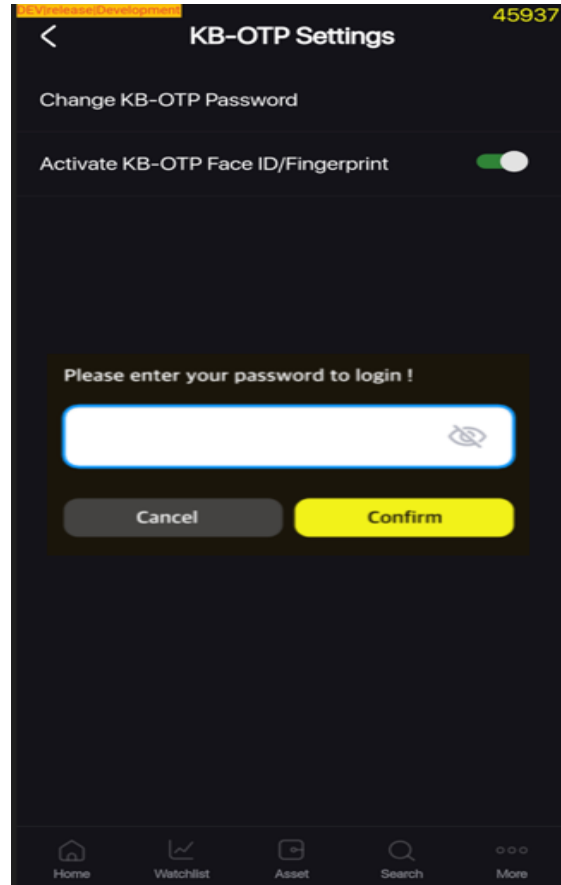 DEV|release|Development
45937
KB-OTP Settings
Change KB-OTP Password
Activate KB-OTP Face ID/Fingerprint
Please enter your password to login !
Cancel Confirm
Home Watchlist Asset Search More